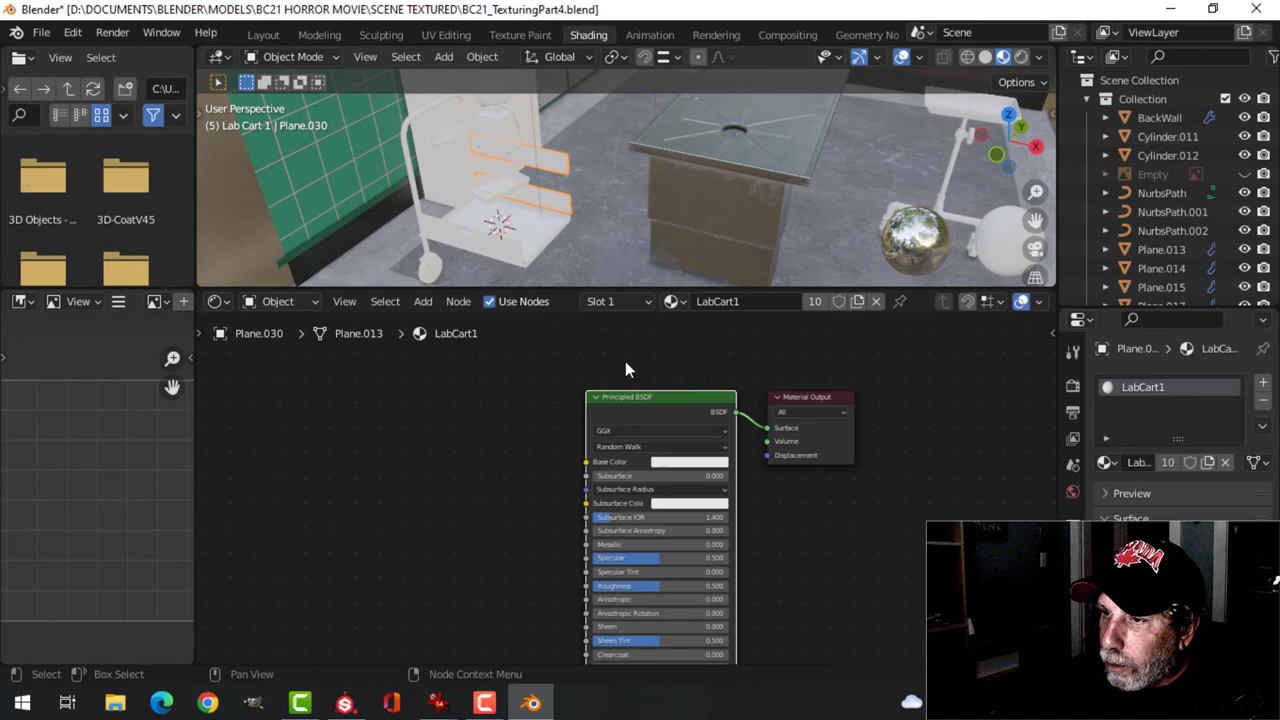 Blender* [D:\DOCUMENTS\BLENDER\MODELS\BC21 HORROR MOVIE\SCENE TEXTURED\BC21_TexturingPart4.blend]
File Edit Render Window Help Layout Modeling Sculpting UV Editing Texture Paint Shading Animation Rendering Compositing Geometry No Scene ViewLayer
View Select Object Mode View Select Add Object Global
C:\U...
Options
User Perspective
(5) Lab Cart 1 | Plane.030
Scene Collection
Collection
BackWall
Cylinder.011
Cylinder.012
Empty
NurbsPath
NurbsPath.001
NurbsPath.002
Plane.013
Plane.014
Plane.015
Plane.017
X
Y
Z
3D Objects - ...
3D-CoatV45
View Object View Select Add Node Use Nodes Slot 1 LabCart1 10
Plane.030 > Plane.013 > LabCart1
Plane.0... > LabCa...
LabCart1
Lab... 10
Preview
Surface
Principled BSDF
BSDF
GGX
Random Walk
Base Color
Subsurface 0.000
Subsurface Radius
Subsurface Colo
Subsurface IOR 1.400
Subsurface Anisotropy 0.000
Metallic 0.000
Specular 0.500
Specular Tint 0.000
Roughness 0.500
Anisotropic 0.000
Anisotropic Rotation 0.000
Sheen 0.000
Sheen Tint 0.500
Clearcoat 0.000
Material Output
All
Surface
Volume
Displacement
Select Box Select Pan View Node Context Menu